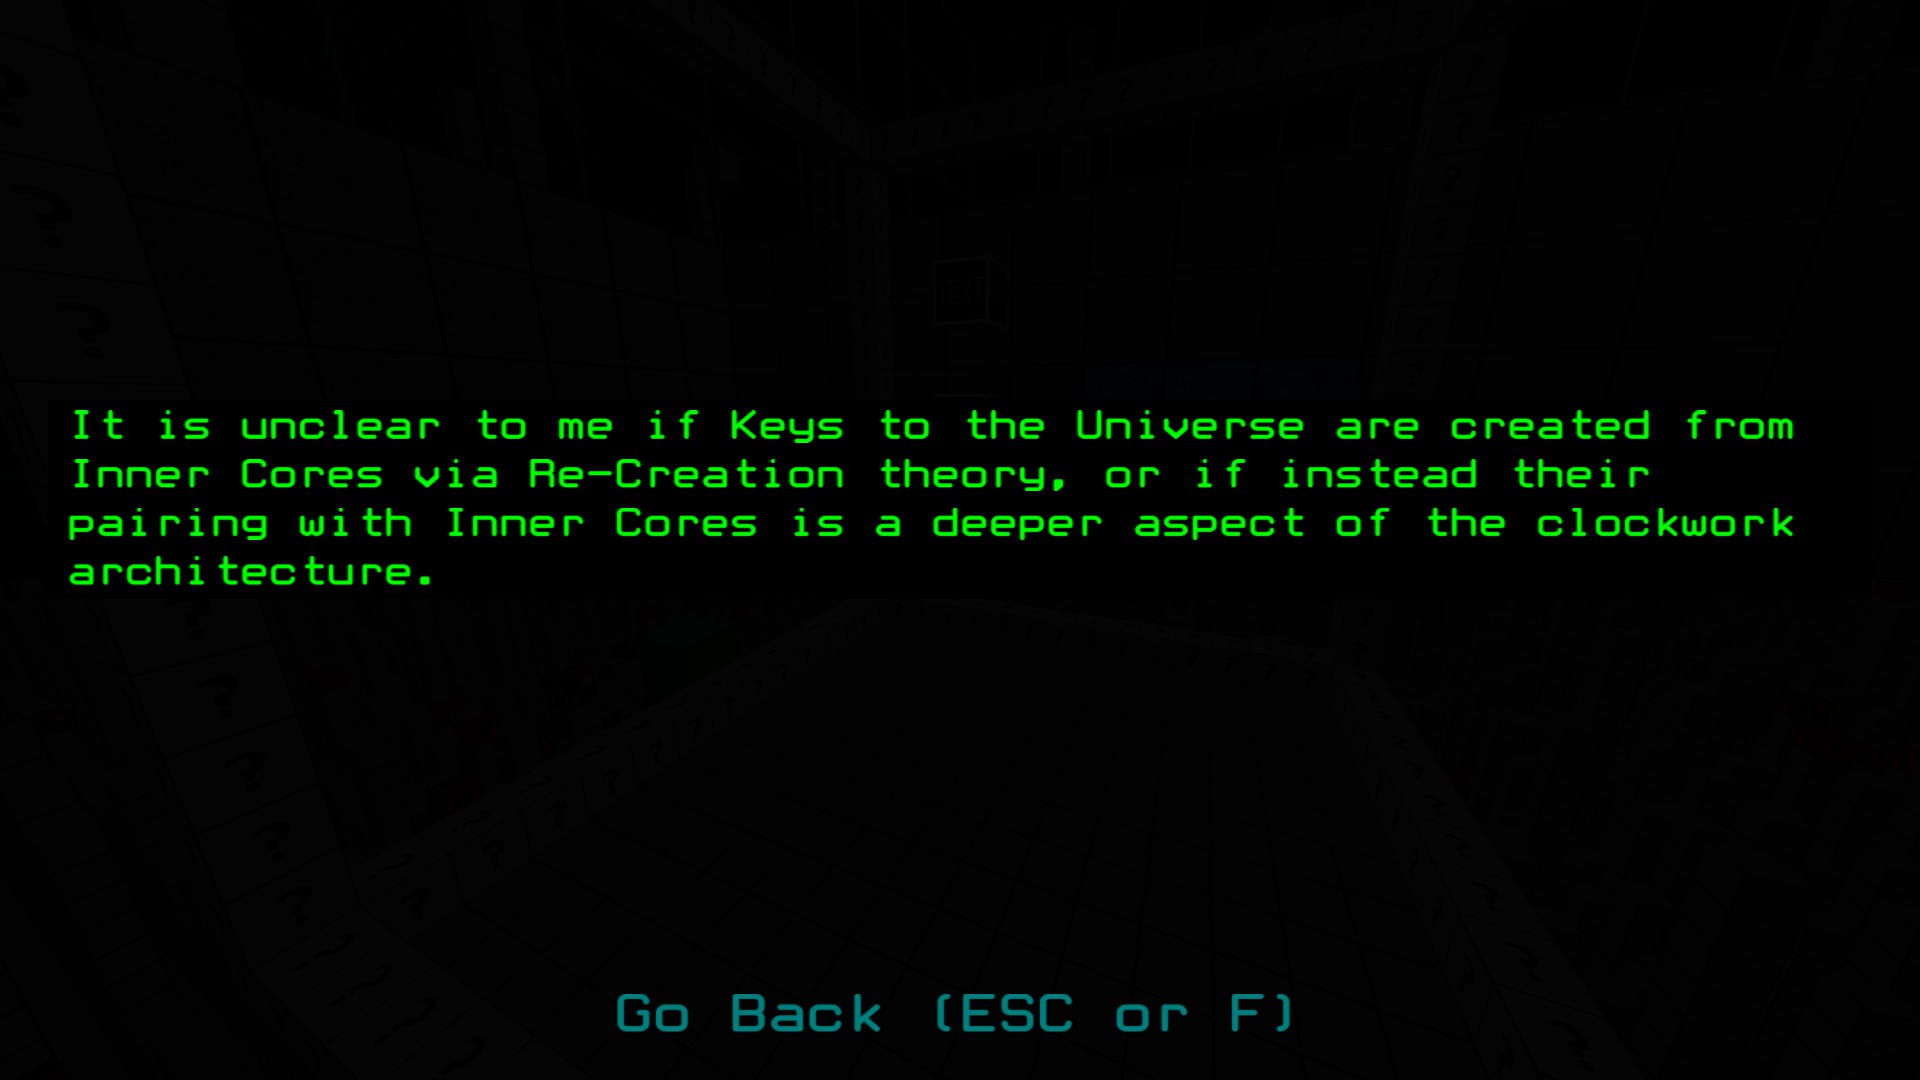 TEXT
It is unclear to me if Keys to the Universe are created from
Inner Cores via Re-Creation theory, or if instead their
pairing with Inner Cores is a deeper aspect of the clockwork
architecture.
Go Back (ESC or F)